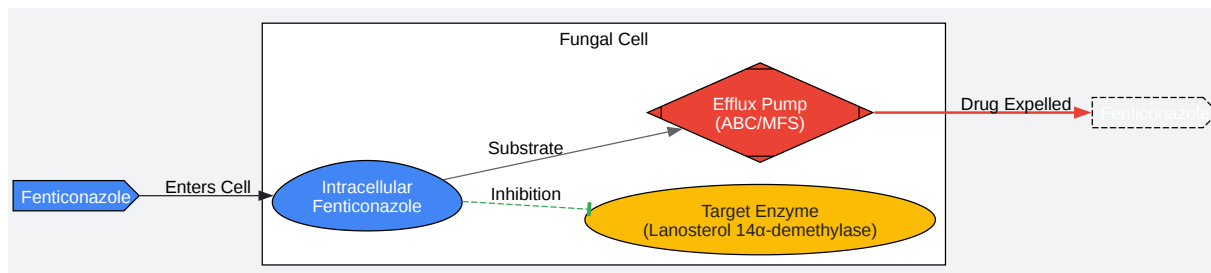 Fungal Cell
Efflux Pump
(ABC/MFS)
Drug Expelled
Fenticonazole
Substrate
Fenticonazole
Enters Cell
Intracellular
Fenticonazole
Inhibition
Target Enzyme
(Lanosterol 14α-demethylase)